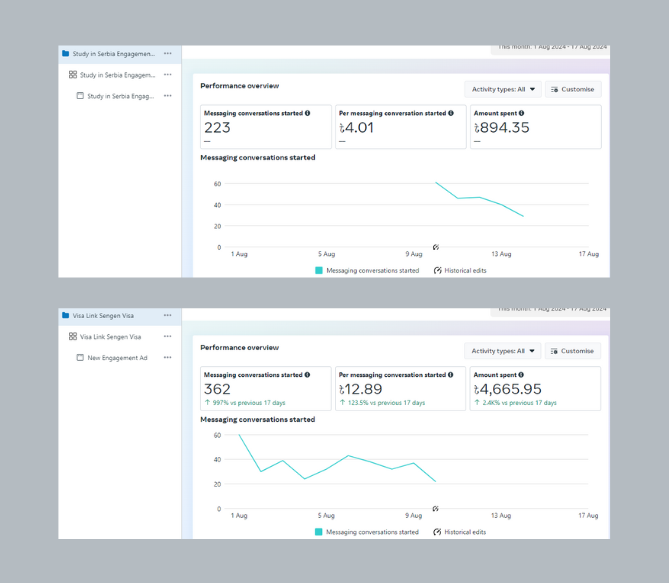 Study in Serbia Engagemen...
This month: 1 Aug 2024 - 17 Aug 2024
Study in Serbia Engagem...
Study in Serbia Engag...
Performance overview
Activity types: All
Customise
Messaging conversations started
Per messaging conversation started
Amount spent
223
৳4.01
৳894.35
Messaging conversations started
60
40
20
0
1 Aug
5 Aug
9 Aug
13 Aug
17 Aug
Messaging conversations started
Historical edits
Visa Link Sengen Visa
This month: 1 Aug 2024 - 17 Aug 2024
Visa Link Sengen Visa
New Engagement Ad
Performance overview
Activity types: All
Customise
Messaging conversations started
Per messaging conversation started
Amount spent
362
৳12.89
৳4,665.95
↑ 997% vs previous 17 days
↑ 123.5% vs previous 17 days
↑ 2.4K% vs previous 17 days
Messaging conversations started
60
40
20
0
1 Aug
5 Aug
9 Aug
13 Aug
17 Aug
Messaging conversations started
Historical edits